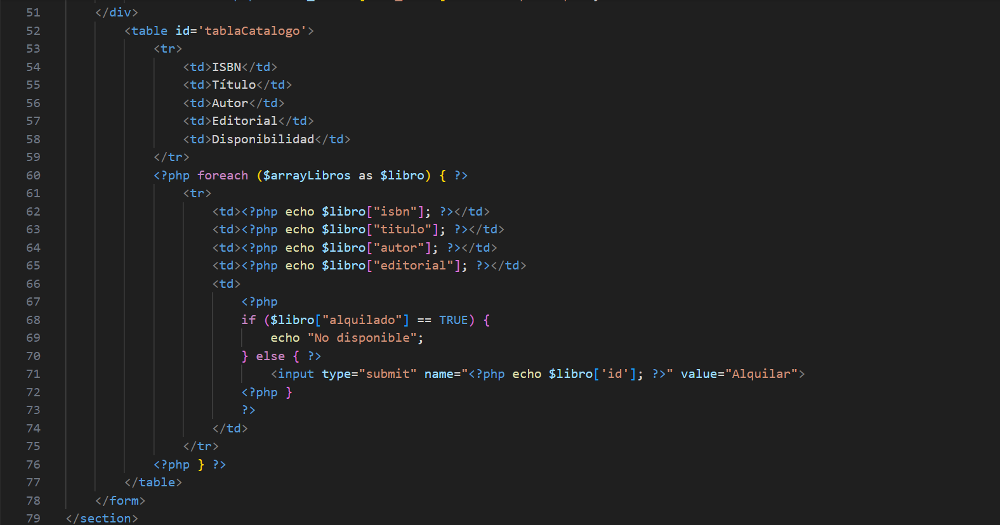 51 </div>
52 <table id='tablaCatalogo'>
53 <tr>
54 <td>ISBN</td>
55 <td>Título</td>
56 <td>Autor</td>
57 <td>Editorial</td>
58 <td>Disponibilidad</td>
59 </tr>
60 <?php foreach ($arrayLibros as $libro) { ?>
61 <tr>
62 <td><?php echo $libro["isbn"]; ?></td>
63 <td><?php echo $libro["titulo"]; ?></td>
64 <td><?php echo $libro["autor"]; ?></td>
65 <td><?php echo $libro["editorial"]; ?></td>
66 <td>
67 <?php
68 if ($libro["alquilado"] == TRUE) {
69 echo "No disponible";
70 } else { ?>
71 <input type="submit" name="<?php echo $libro['id']; ?>" value="Alquilar">
72 <?php }
73 ?>
74 </td>
75 </tr>
76 <?php } ?>
77 </table>
78 </form>
79 </section>